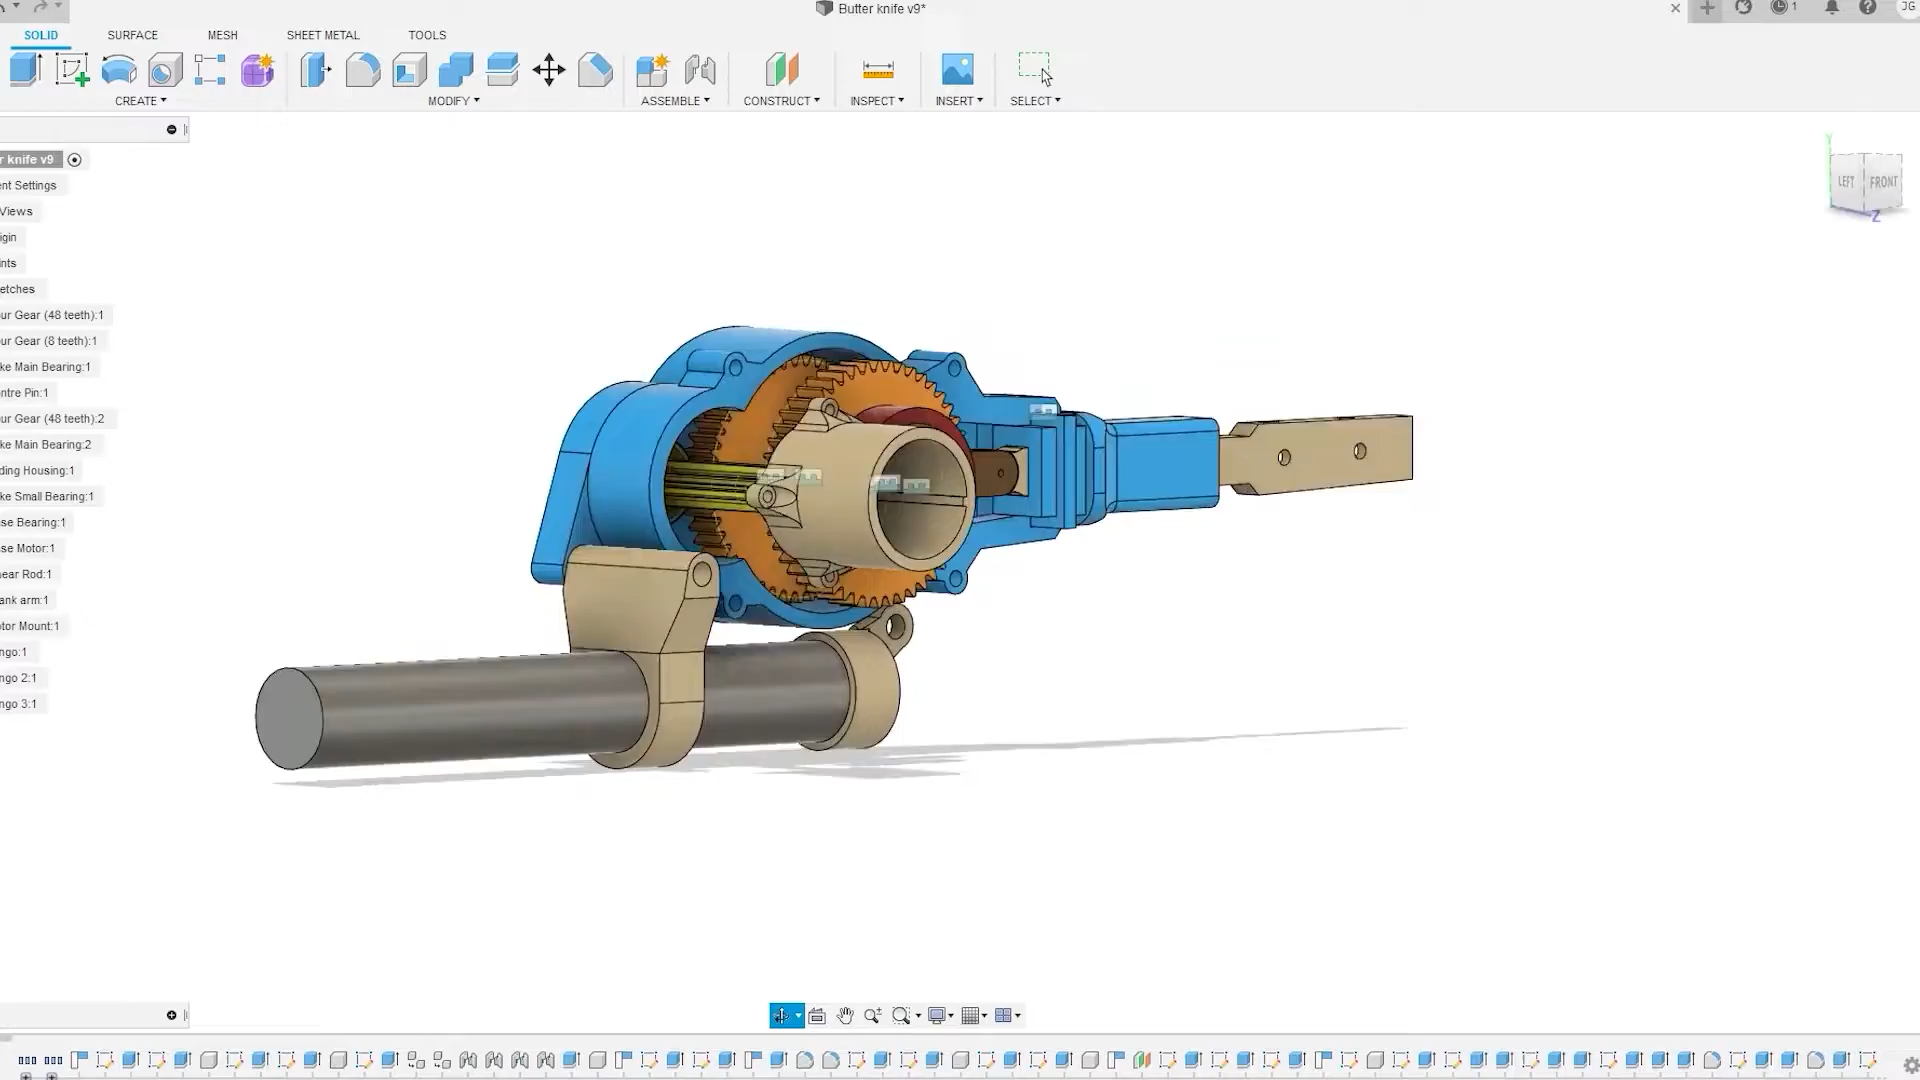 Butter knife v9*
1
JG
SOLID
SURFACE
MESH
SHEET METAL
TOOLS
CREATE
MODIFY
ASSEMBLE
CONSTRUCT
INSPECT
INSERT
SELECT
r knife v9
ent Settings
Views
igin
ints
etches
ur Gear (48 teeth):1
ur Gear (8 teeth):1
ke Main Bearing:1
ntre Pin:1
ur Gear (48 teeth):2
ke Main Bearing:2
ding Housing:1
ke Small Bearing:1
se Bearing:1
se Motor:1
near Rod:1
ank arm:1
otor Mount:1
ngo:1
ngo 2:1
ngo 3:1
Y
LEFT
FRONT
Z